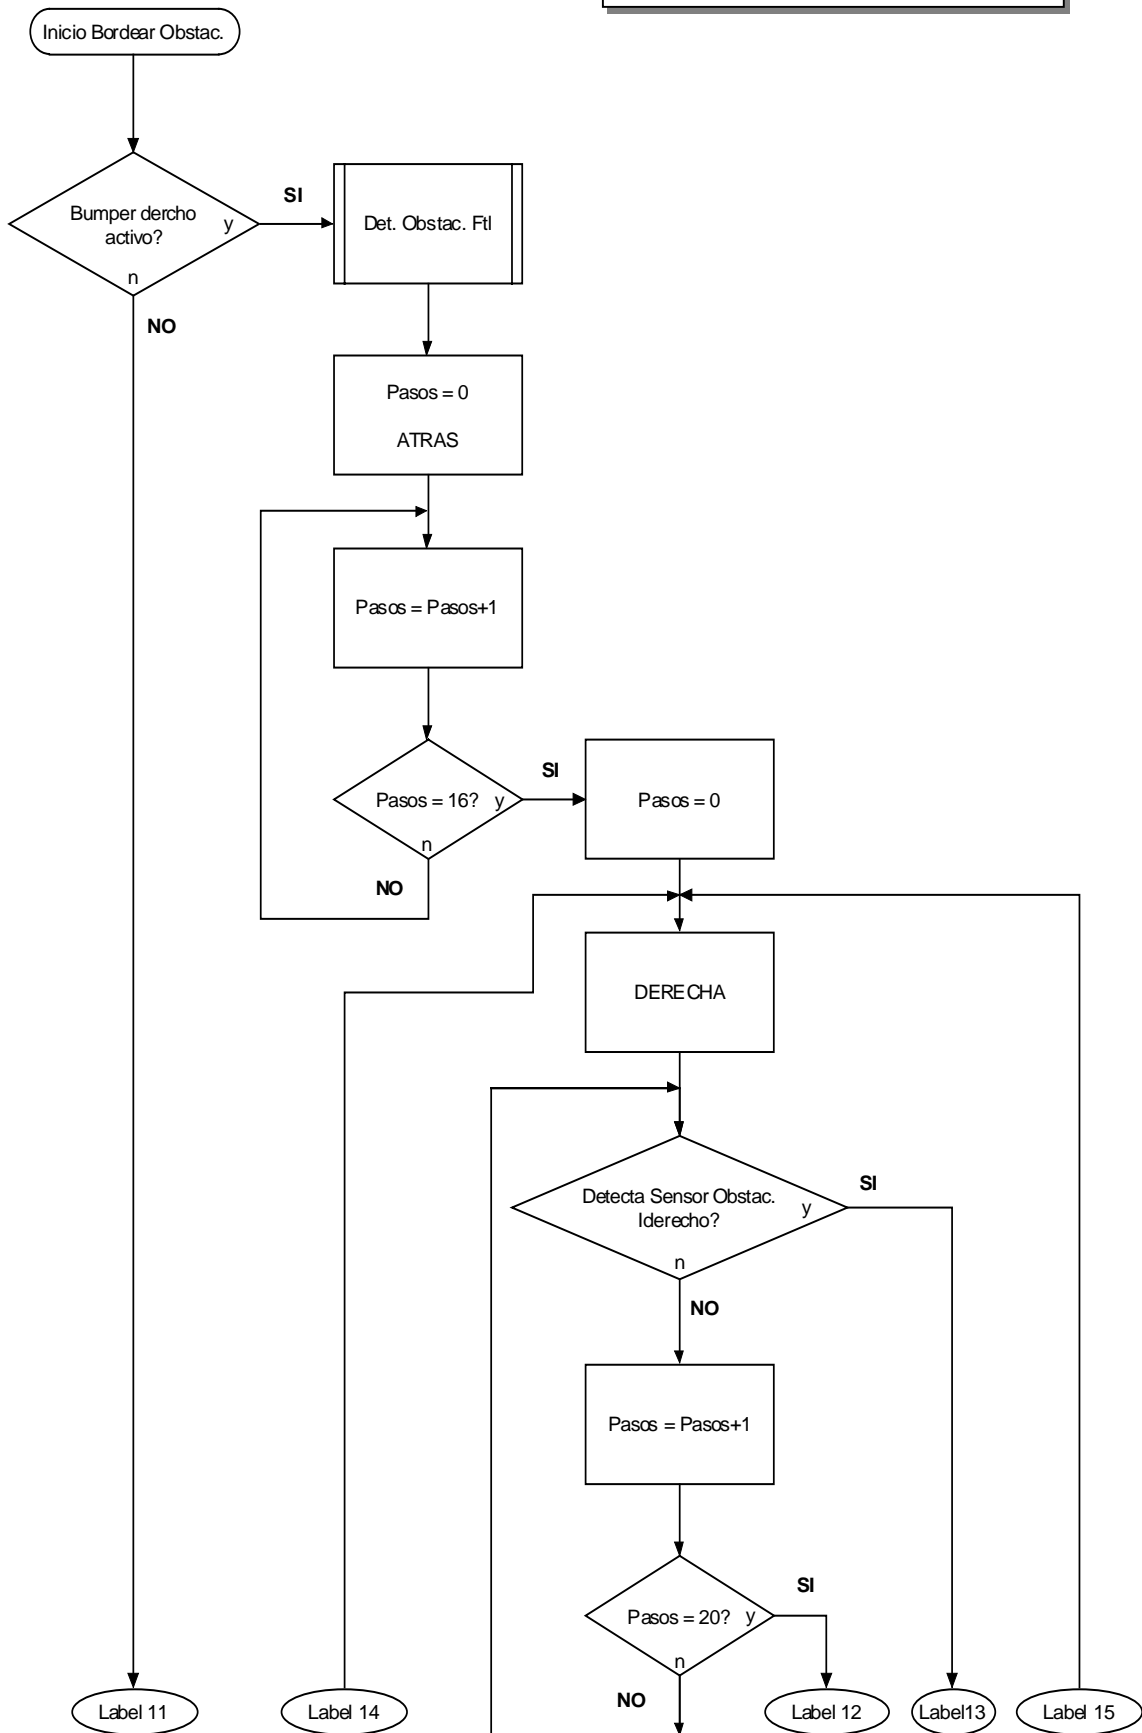 Inicio Bordear Obstac.
Bumper dercho
activo?
y
n
SI
NO
Det. Obstac. Ftl
Pasos = 0
ATRAS
Pasos = Pasos+1
Pasos = 16?
y
n
SI
NO
Pasos = 0
DERECHA
Detecta Sensor Obstac.
Iderecho?
y
n
SI
NO
Pasos = Pasos+1
Pasos = 20?
y
n
SI
NO
Label 11
Label 14
Label 12
Label13
Label 15